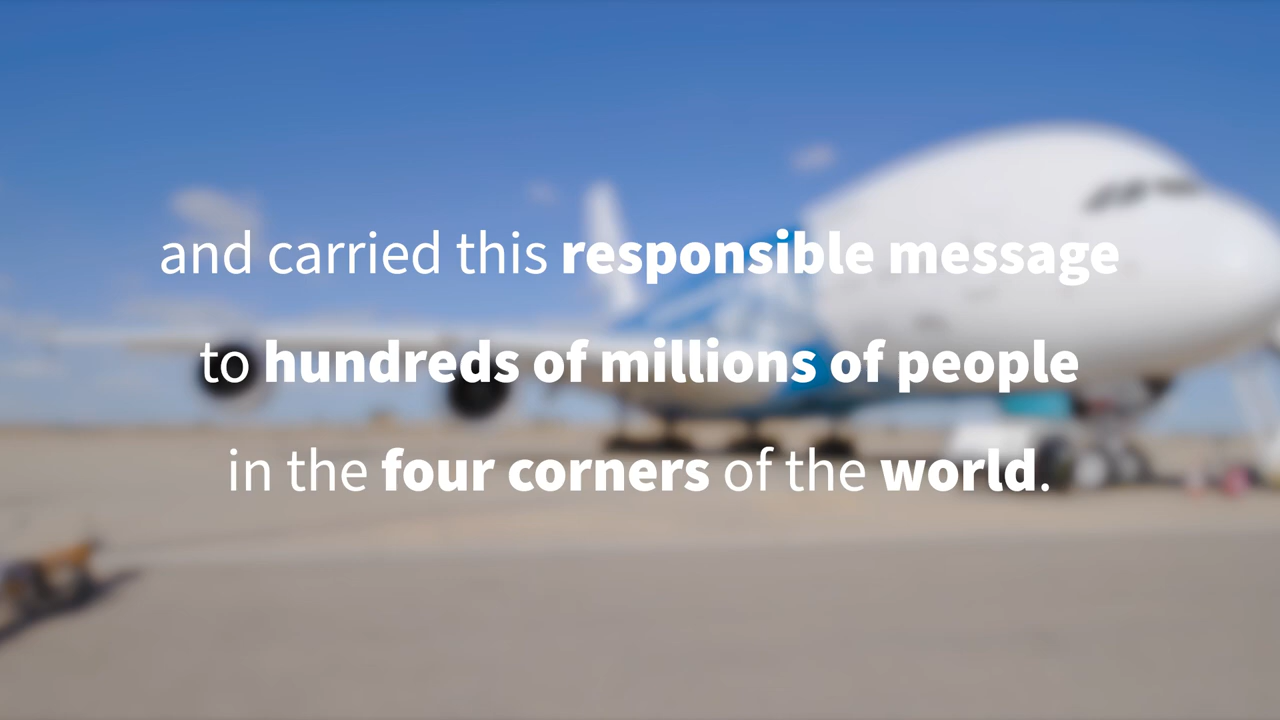 and carried this responsible message
to hundreds of millions of people
in the four corners of the world.